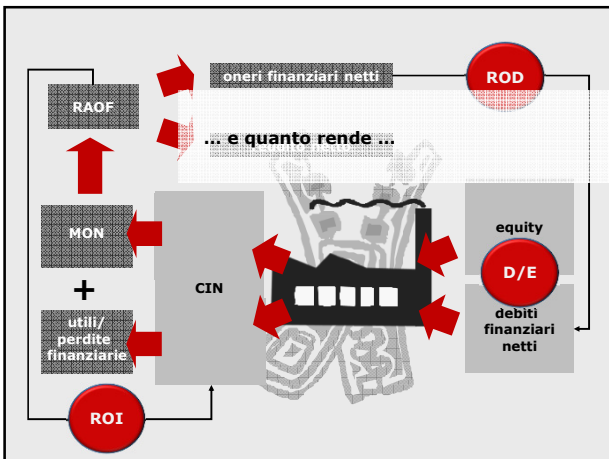 oneri finanziari netti
ROD
RAOF
... e quanto rende ...
MON
+
utili/
perdite
finanziarie
CIN
equity
D/E
debiti
finanziari
netti
ROI